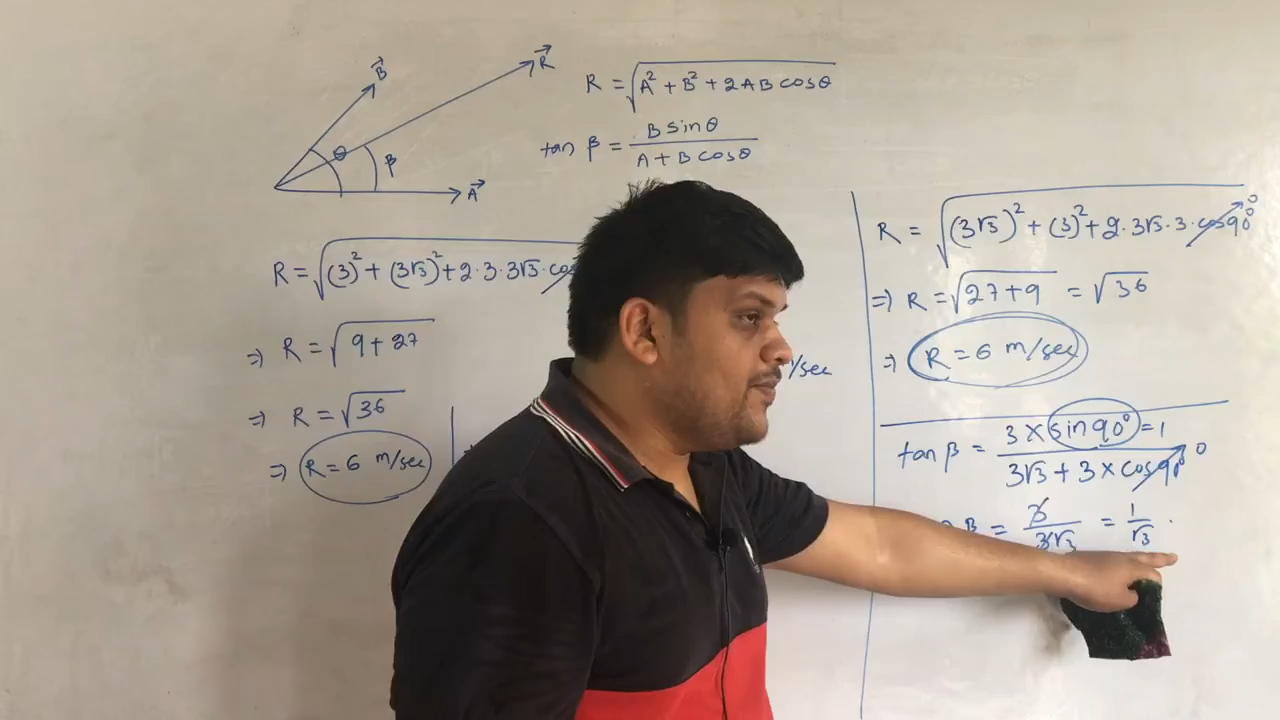 B⃗
R⃗
θ
β
A⃗
R = √(A² + B² + 2AB cosθ)
tan β = B sinθ / (A + B cosθ)
R = √((3)² + (3√3)² + 2·3·3√3·cos
⇒ R = √(9 + 27)
⇒ R = √36
⇒ R = 6 m/sec
/sec
R = √((3√3)² + (3)² + 2·3√3·3·cos90° 0
⇒ R = √(27+9) = √36
⇒ R = 6 m/sec
tan β = 3 × sin 90° = 1 / (3√3 + 3 × cos 90° 0)
β = 3 / 3√3 = 1 / √3